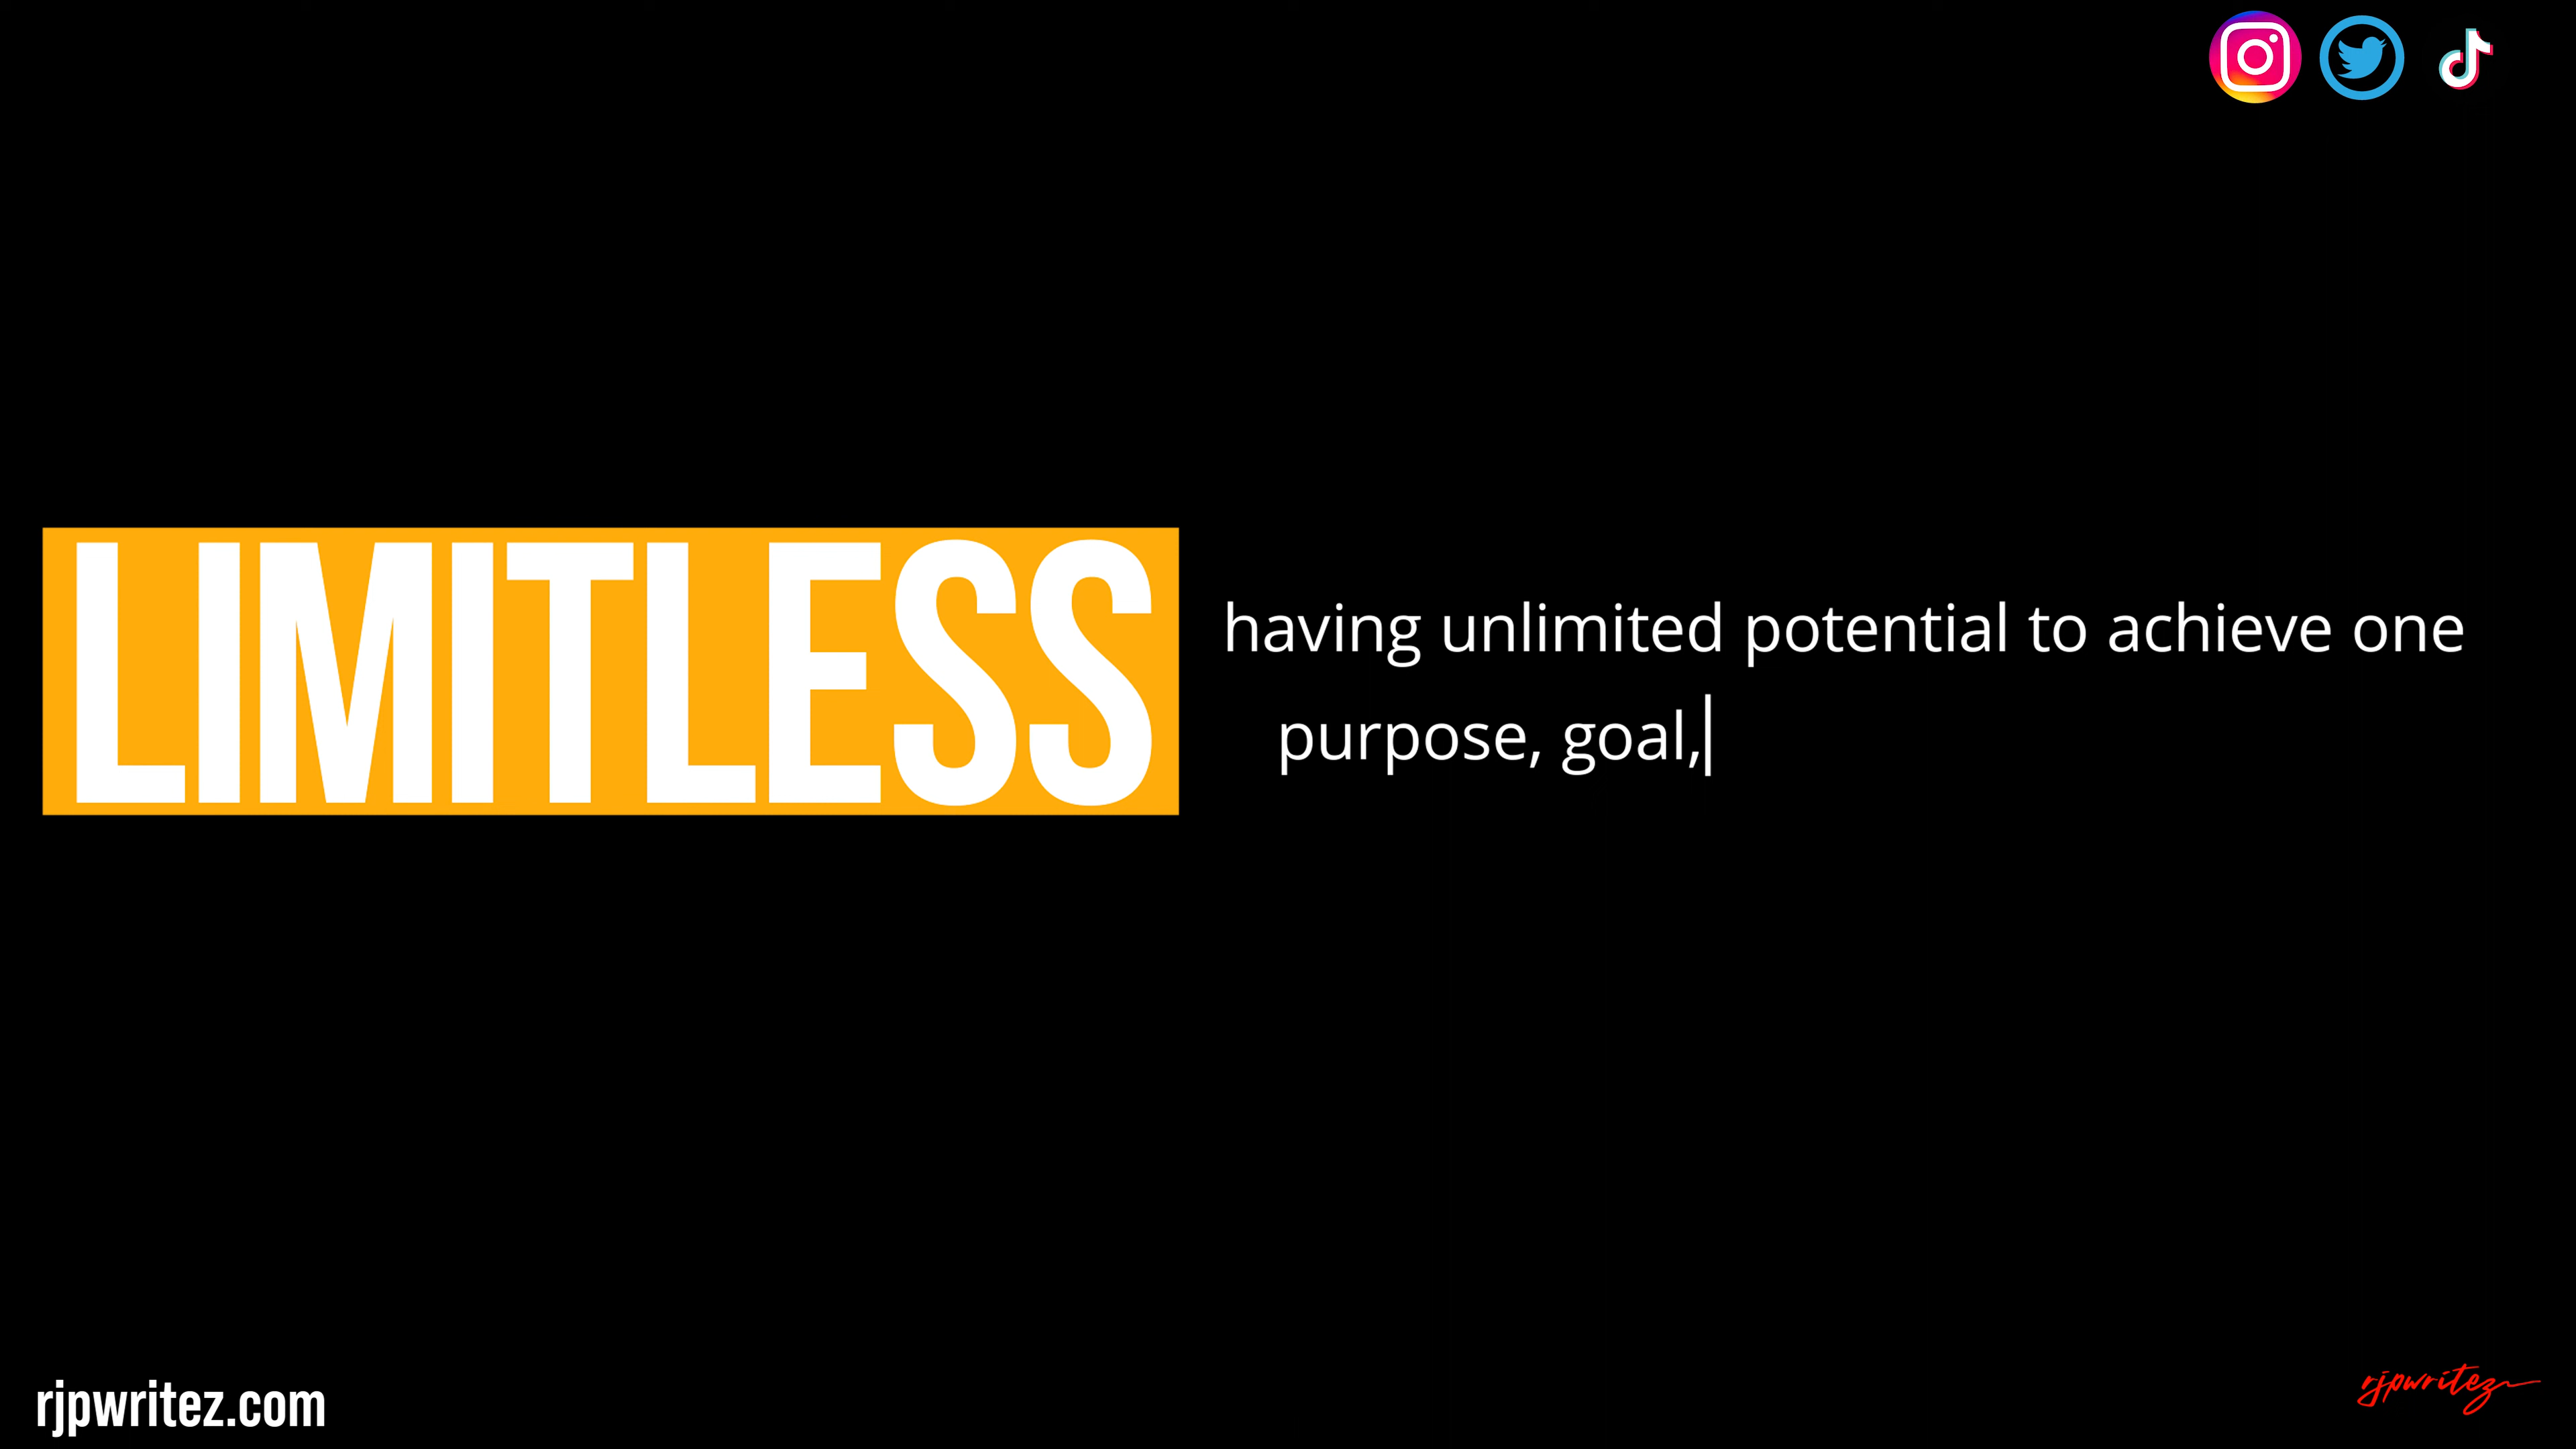 LIMITLESS
having unlimited potential to achieve one
purpose, goal,
rjpwritez.com
rjpwritez